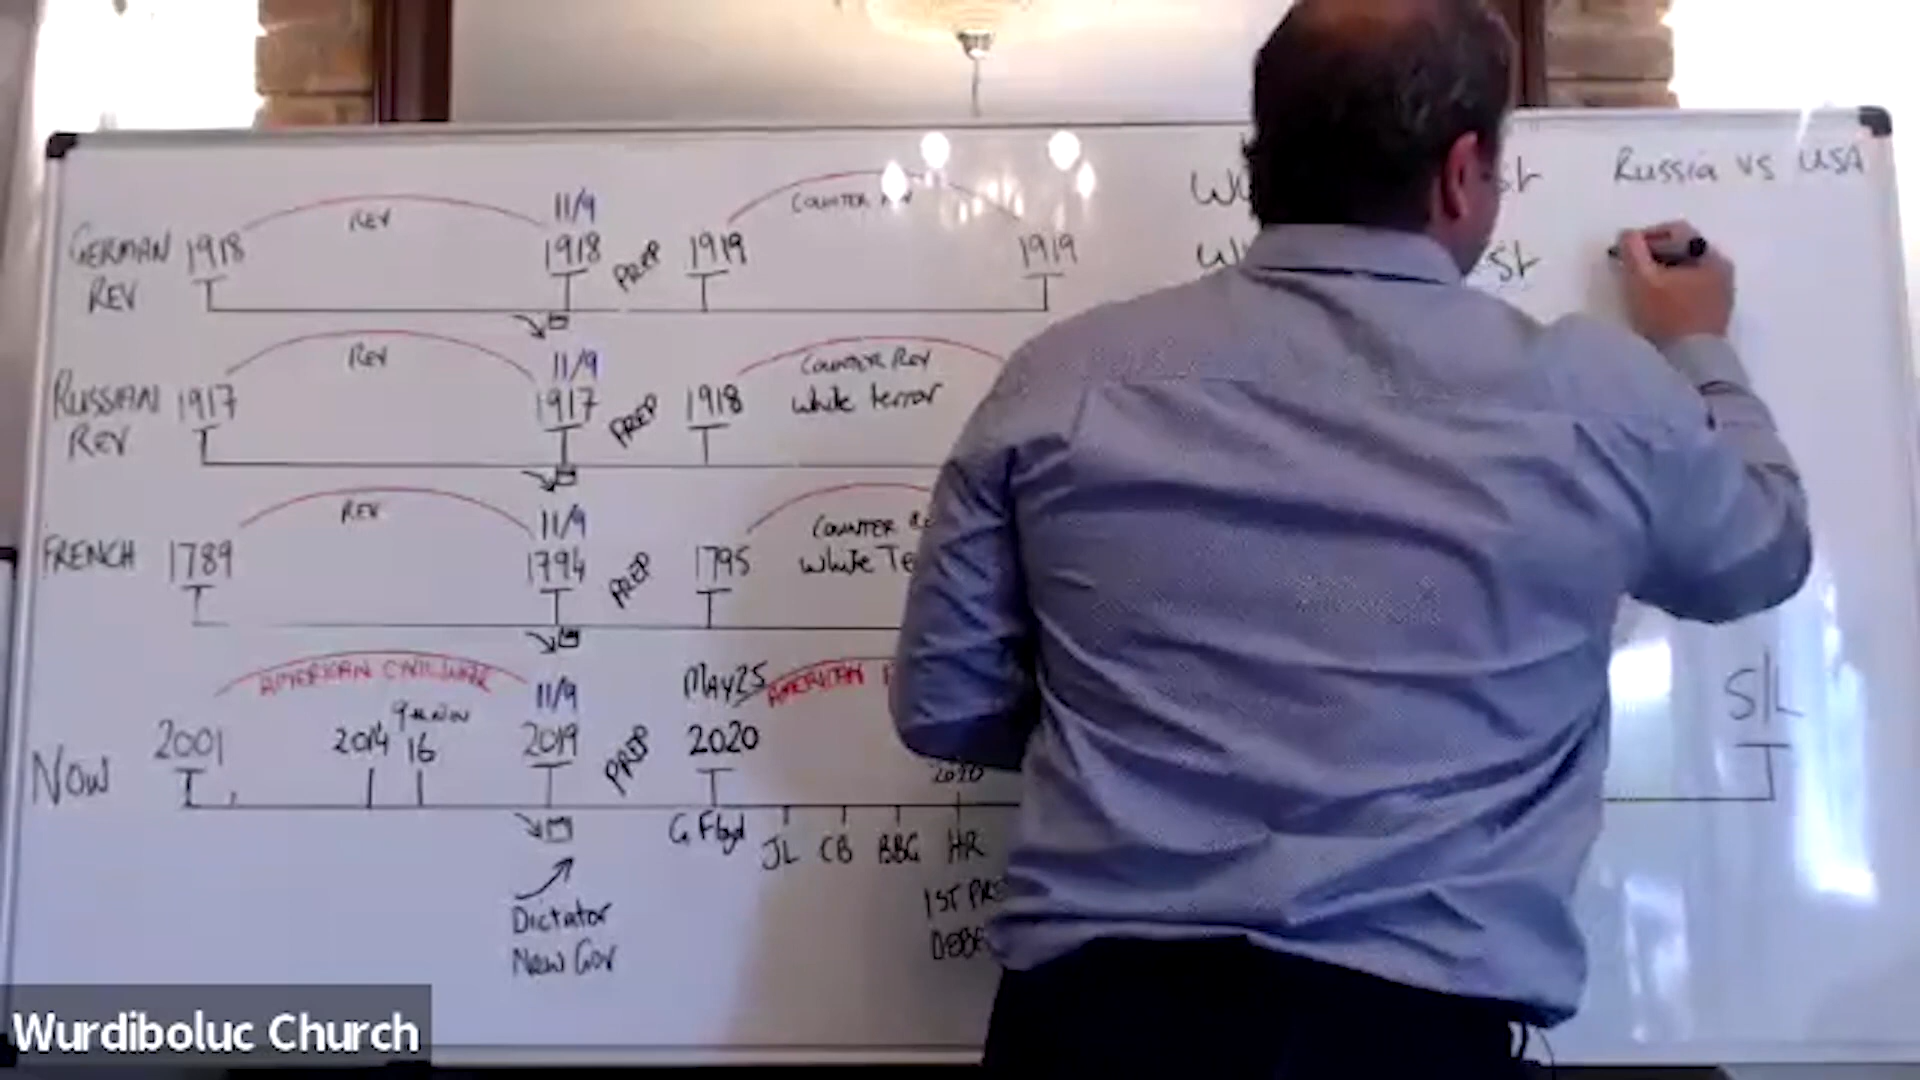 Russia vs USA
11/9
REV
COUNTER
GERMAN 1918 1918 PREP 1919 1919
REV
11/9
REV
COUNTER REV
RUSSIAN 1917 1917 PREP 1918 white terror
REV
11/9
REV
COUNTER
FRENCH 1789 1794 PREP 1795 White
AMERICAN CIVIL WAR 11/9 MAY 25 AMERICAN
9th Nov
2001 2014 16 2019 PREP 2020 S/L
NOW
2020
G Floyd JL CB BBG HR
1ST
Dictator
New Gov
Wurdiboluc Church